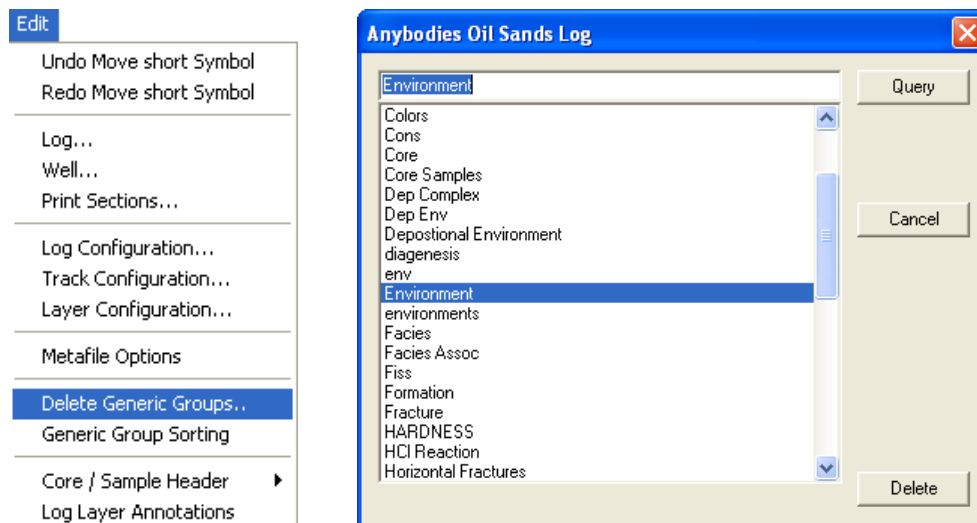 Edit
Undo Move short Symbol
Redo Move short Symbol
Log...
Well...
Print Sections...
Log Configuration...
Track Configuration...
Layer Configuration...
Metafile Options
Delete Generic Groups..
Generic Group Sorting
Core / Sample Header
Log Layer Annotations
Anybodies Oil Sands Log
Environment
Query
Colors
Cons
Core
Core Samples
Dep Complex
Dep Env
Cancel
Depostional Environment
diagenesis
env
Environment
environments
Facies
Facies Assoc
Fiss
Formation
Fracture
HARDNESS
HCl Reaction
Horizontal Fractures
Delete